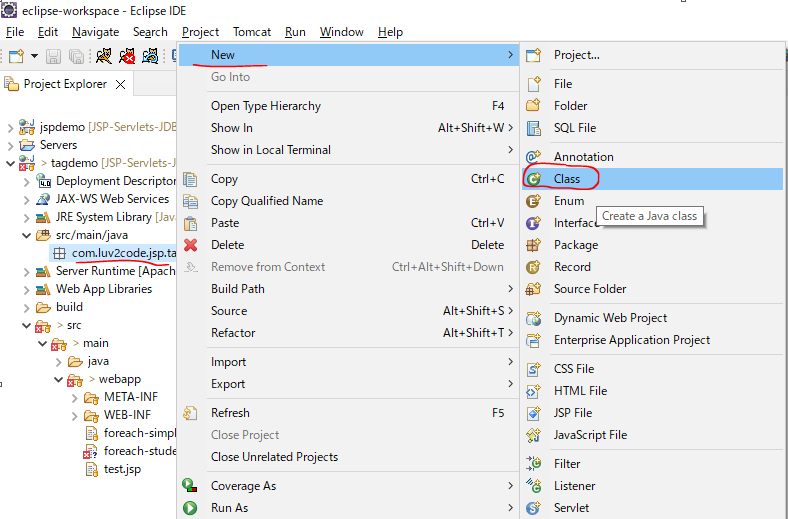 eclipse-workspace - Eclipse IDE
File Edit Navigate Search Project Tomcat Run Window Help
Project Explorer
jspdemo [JSP-Servlets-JDB
Servers
> tagdemo [JSP-Servlets-J
Deployment Descriptor
JAX-WS Web Services
JRE System Library [Java
src/main/java
com.luv2code.jsp.ta
Server Runtime [Apach
Web App Libraries
build
> src
> main
> java
> webapp
META-INF
WEB-INF
foreach-simpl
foreach-stude
test.jsp
New
Go Into
Open Type Hierarchy F4
Show In Alt+Shift+W
Show in Local Terminal
Copy Ctrl+C
Copy Qualified Name
Paste Ctrl+V
Delete Delete
Remove from Context Ctrl+Alt+Shift+Down
Build Path
Source Alt+Shift+S
Refactor Alt+Shift+T
Import
Export
Refresh F5
Close Project
Close Unrelated Projects
Coverage As
Run As
Project...
File
Folder
SQL File
Annotation
Class
Enum
Interface
Create a Java class
Package
Record
Source Folder
Dynamic Web Project
Enterprise Application Project
CSS File
HTML File
JSP File
JavaScript File
Filter
Listener
Servlet